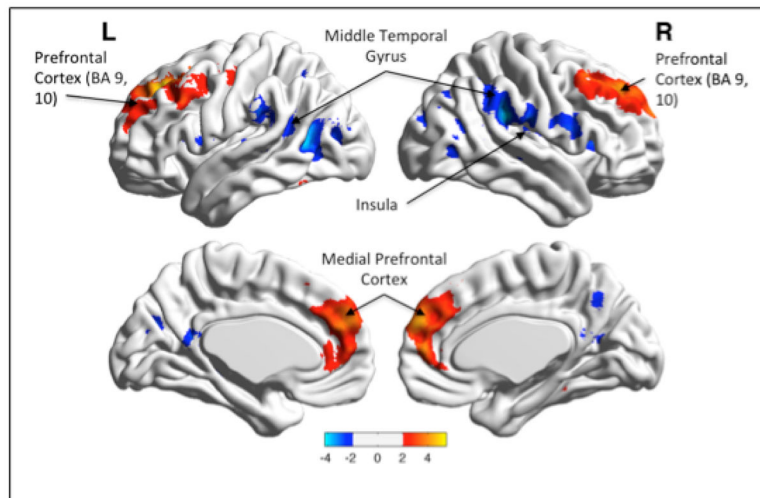 L
R
Prefrontal
Cortex (BA 9,
10)
Middle Temporal
Gyrus
Prefrontal
Cortex (BA 9,
10)
Insula
Medial Prefrontal
Cortex
-4 -2 0 2 4